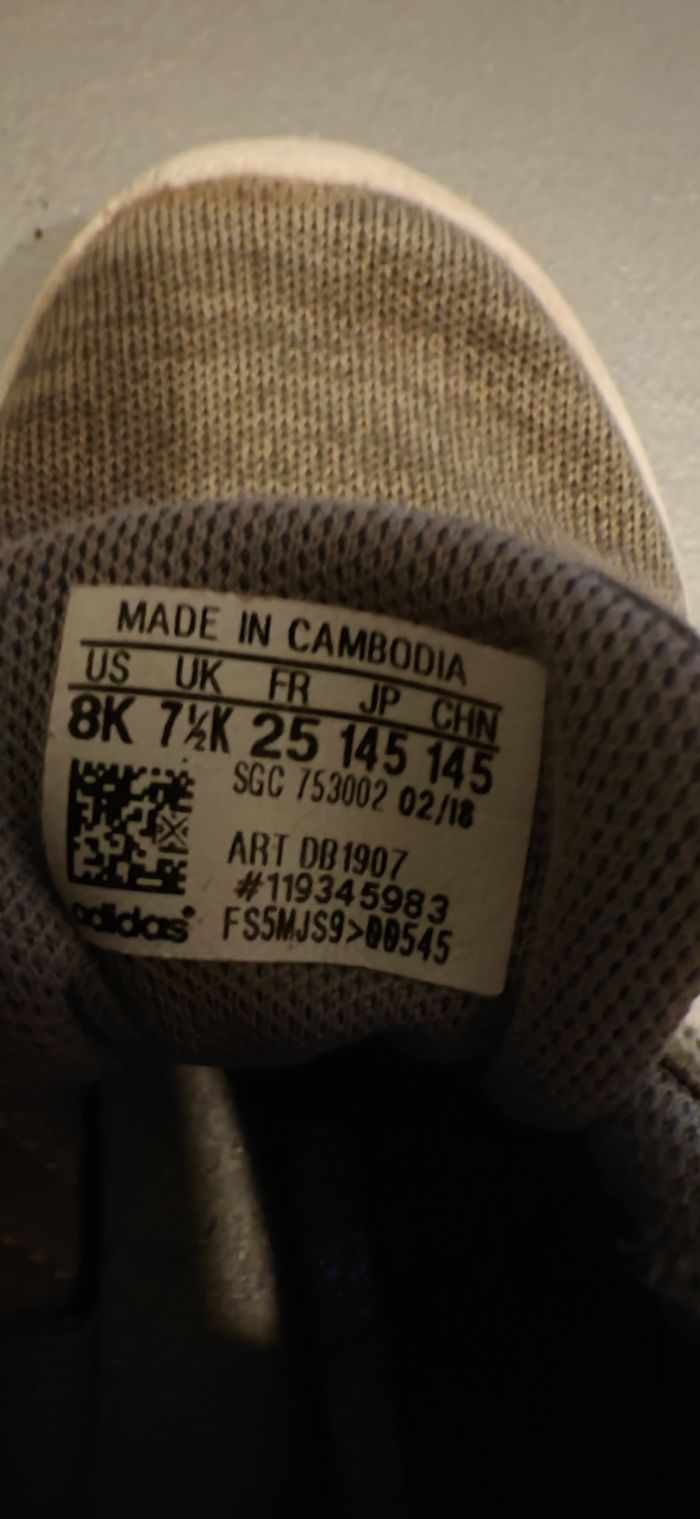 MADE IN CAMBODIA
US UK FR JP CHN
8K 7½K 25 145 145
SGC 753002 02/18
ART DB1907
#119345983
adidas® FS5MJS9>00545